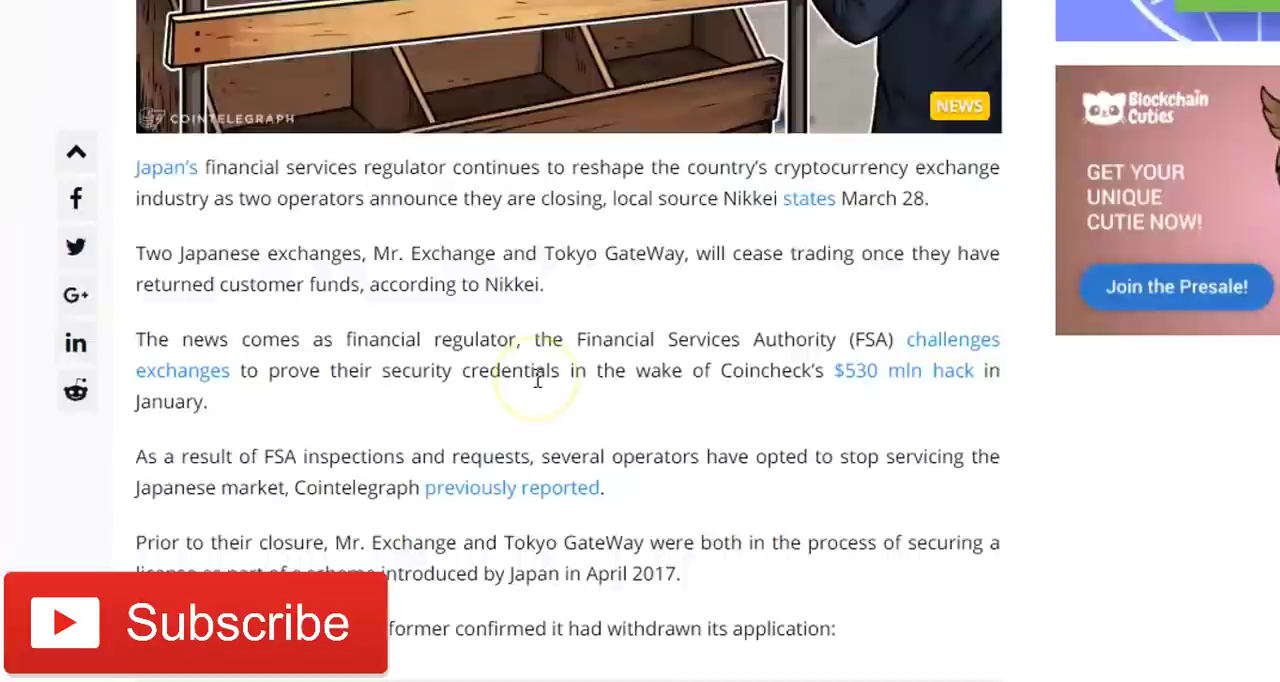 COINTELEGRAPH
NEWS
Japan's financial services regulator continues to reshape the country's cryptocurrency exchange
industry as two operators announce they are closing, local source Nikkei states March 28.
Two Japanese exchanges, Mr. Exchange and Tokyo GateWay, will cease trading once they have
returned customer funds, according to Nikkei.
The news comes as financial regulator, the Financial Services Authority (FSA) challenges
exchanges to prove their security credentials in the wake of Coincheck's $530 mln hack in
January.
As a result of FSA inspections and requests, several operators have opted to stop servicing the
Japanese market, Cointelegraph previously reported.
Prior to their closure, Mr. Exchange and Tokyo GateWay were both in the process of securing a
license as part of a scheme introduced by Japan in April 2017.
former confirmed it had withdrawn its application:
f
G+
in
Subscribe
Blockchain
Cuties
GET YOUR
UNIQUE
CUTIE NOW!
Join the Presale!